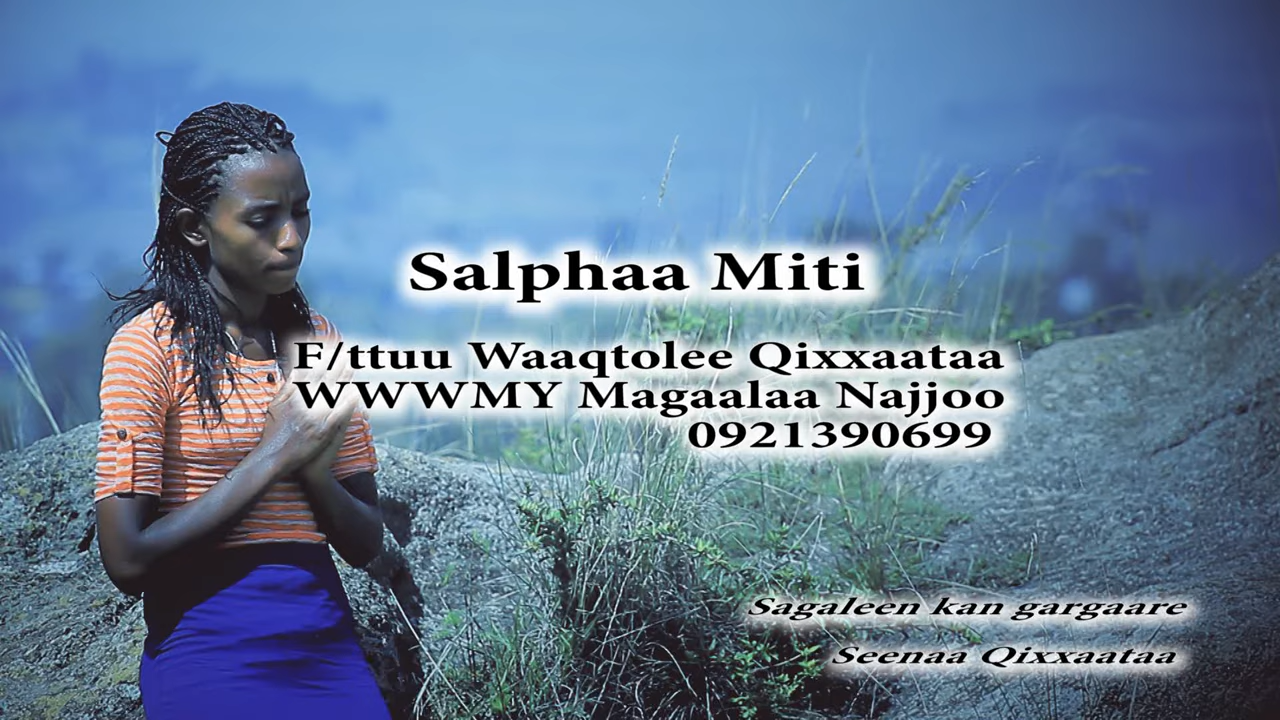 Salphaa Miti
F/ttuu Waaqtolee Qixxaataa
WWWMY Magaalaa Najjoo
0921390699
Sagaleen kan gargaare
Seenaa Qixxaataa